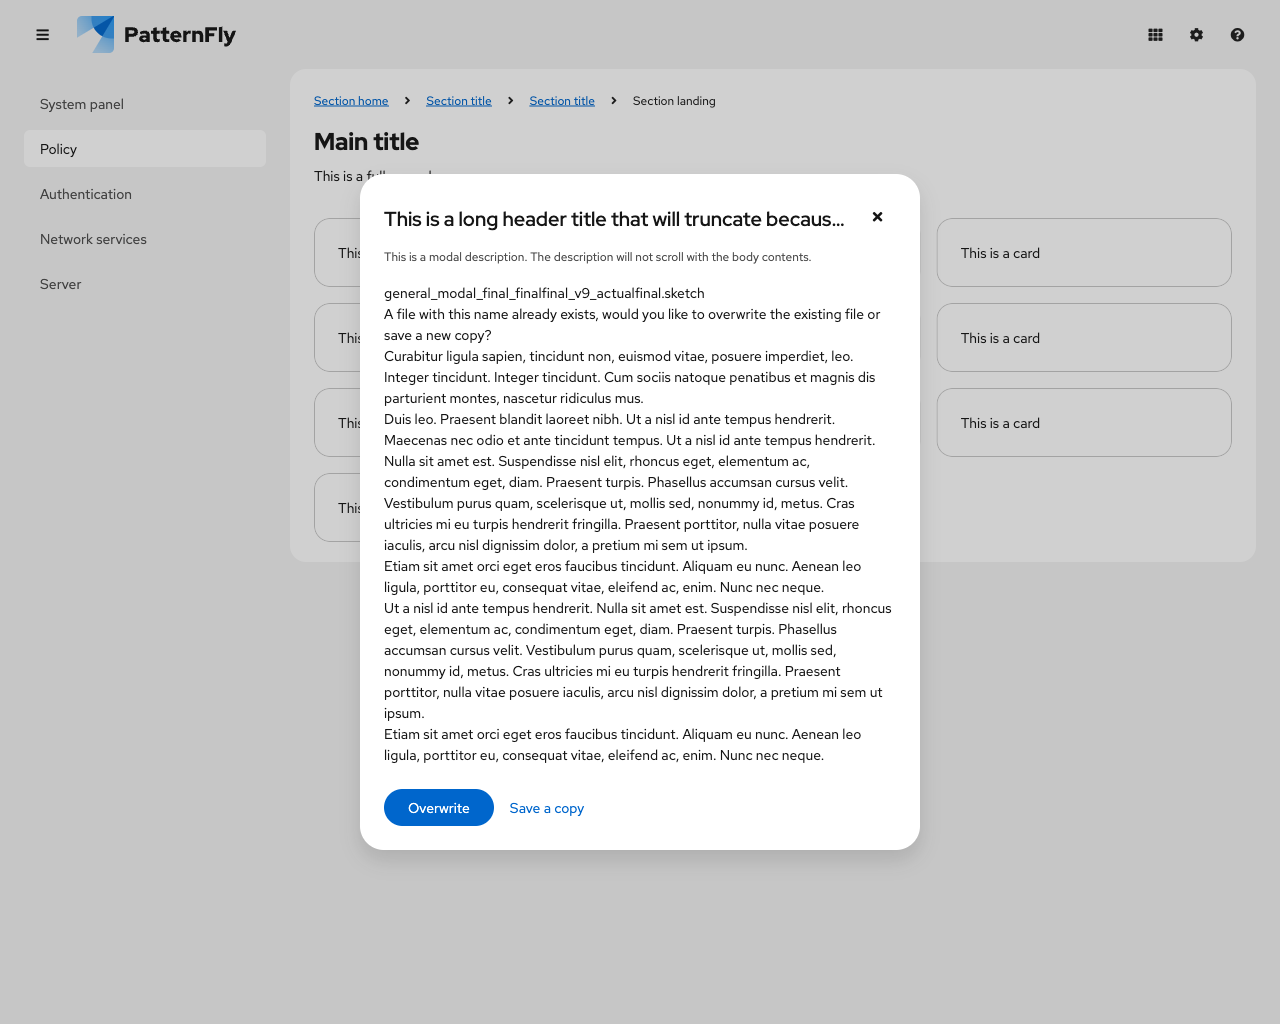 PatternFly
System panel
Policy
Authentication
Network services
Server
Section home
Section title
Section title
Section landing
Main title
This is a
This is a long header title that will truncate becaus...
This is a modal description. The description will not scroll with the body contents.
general_modal_final_finalfinal_v9_actualfinal.sketch
A file with this name already exists, would you like to overwrite the existing file or
save a new copy?
Curabitur ligula sapien, tincidunt non, euismod vitae, posuere imperdiet, leo.
Integer tincidunt. Integer tincidunt. Cum sociis natoque penatibus et magnis dis
parturient montes, nascetur ridiculus mus.
Duis leo. Praesent blandit laoreet nibh. Ut a nisl id ante tempus hendrerit.
Maecenas nec odio et ante tincidunt tempus. Ut a nisl id ante tempus hendrerit.
Nulla sit amet est. Suspendisse nisl elit, rhoncus eget, elementum ac,
condimentum eget, diam. Praesent turpis. Phasellus accumsan cursus velit.
Vestibulum purus quam, scelerisque ut, mollis sed, nonummy id, metus. Cras
ultricies mi eu turpis hendrerit fringilla. Praesent porttitor, nulla vitae posuere
iaculis, arcu nisl dignissim dolor, a pretium mi sem ut ipsum.
Etiam sit amet orci eget eros faucibus tincidunt. Aliquam eu nunc. Aenean leo
ligula, porttitor eu, consequat vitae, eleifend ac, enim. Nunc nec neque.
Ut a nisl id ante tempus hendrerit. Nulla sit amet est. Suspendisse nisl elit, rhoncus
eget, elementum ac, condimentum eget, diam. Praesent turpis. Phasellus
accumsan cursus velit. Vestibulum purus quam, scelerisque ut, mollis sed,
nonummy id, metus. Cras ultricies mi eu turpis hendrerit fringilla. Praesent
porttitor, nulla vitae posuere iaculis, arcu nisl dignissim dolor, a pretium mi sem ut
ipsum.
Etiam sit amet orci eget eros faucibus tincidunt. Aliquam eu nunc. Aenean leo
ligula, porttitor eu, consequat vitae, eleifend ac, enim. Nunc nec neque.
Overwrite
Save a copy
This
This is a card
This
This is a card
This
This is a card
This